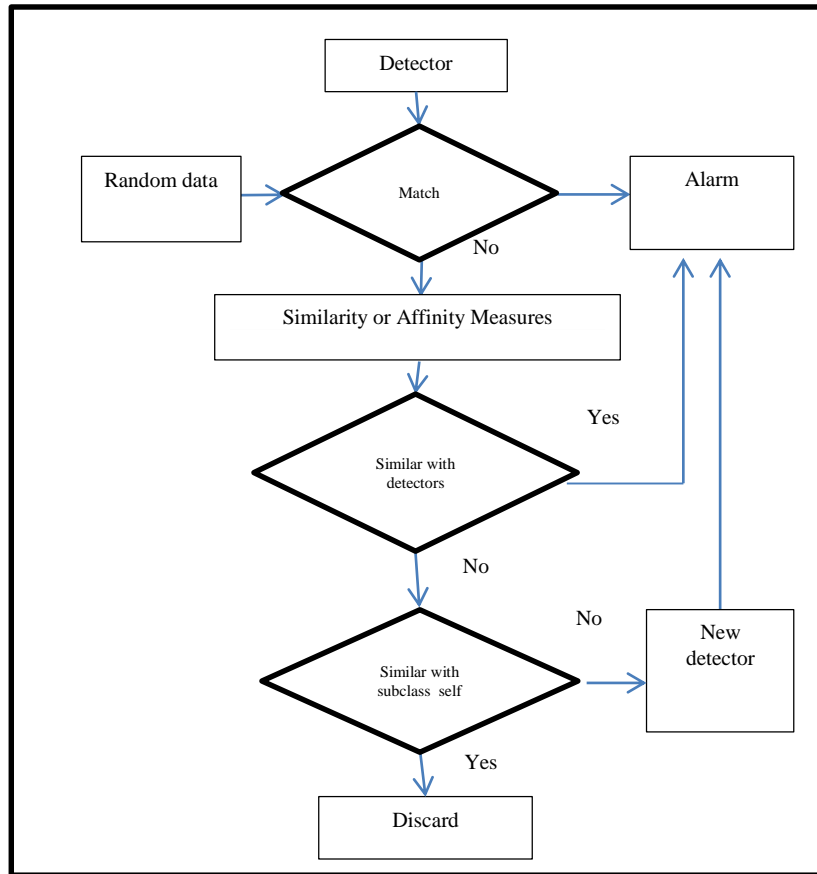 Detector
Random data
Match
Alarm
No
Similarity or Affinity Measures
Yes
Similar with
detectors
No
No
New
detector
Similar with
subclass self
Yes
Discard